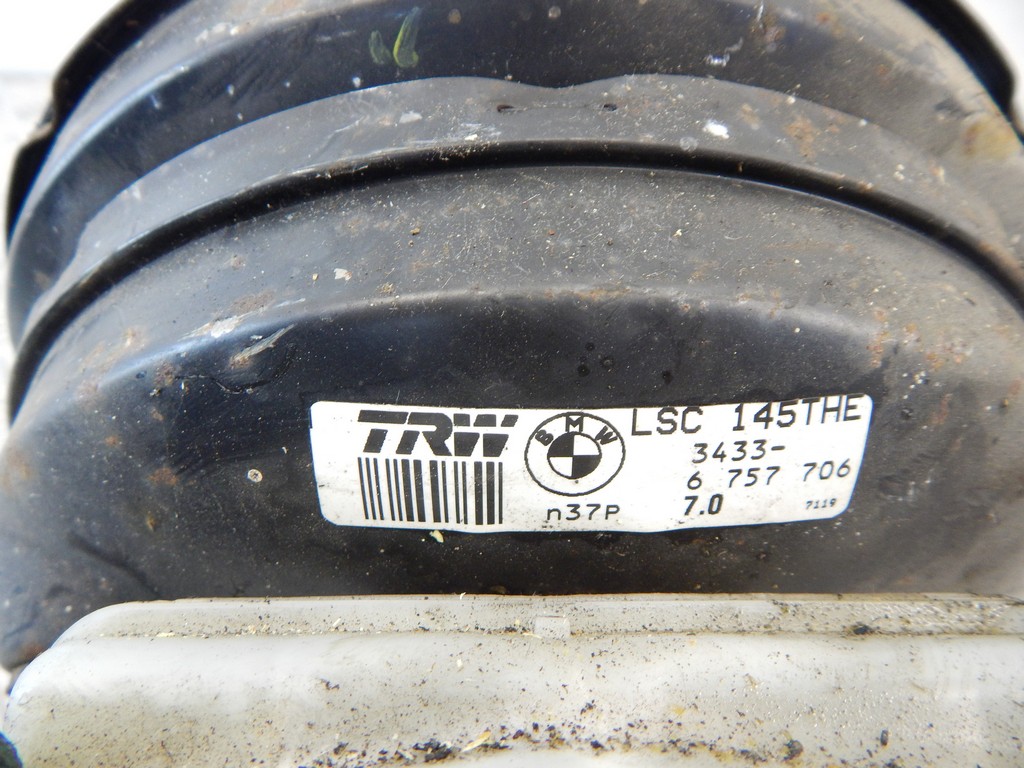 TRW
BMW
LSC 145THE
3433-
6 757 706
n37P
7.0
7119